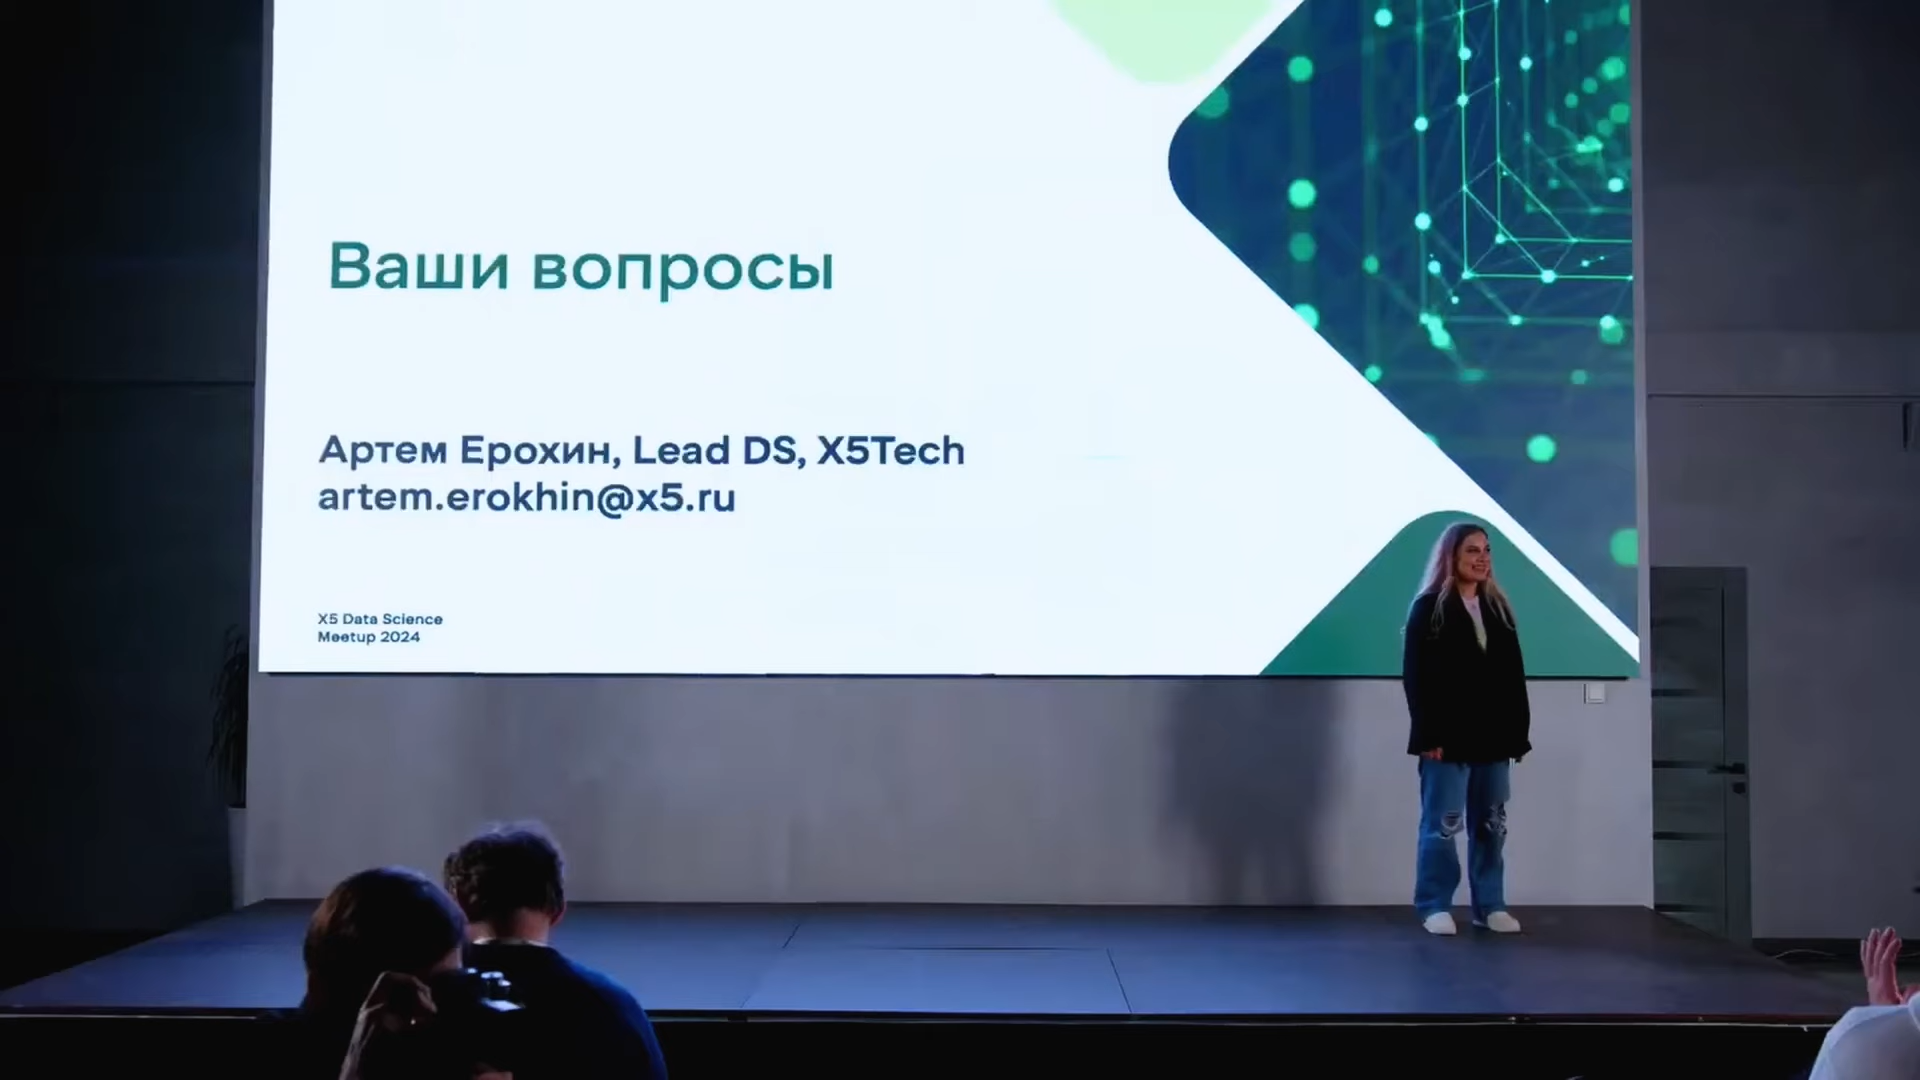 Ваши вопросы
Артем Ерохин, Lead DS, X5Tech
artem.erokhin@x5.ru
X5 Data Science
Meetup 2024